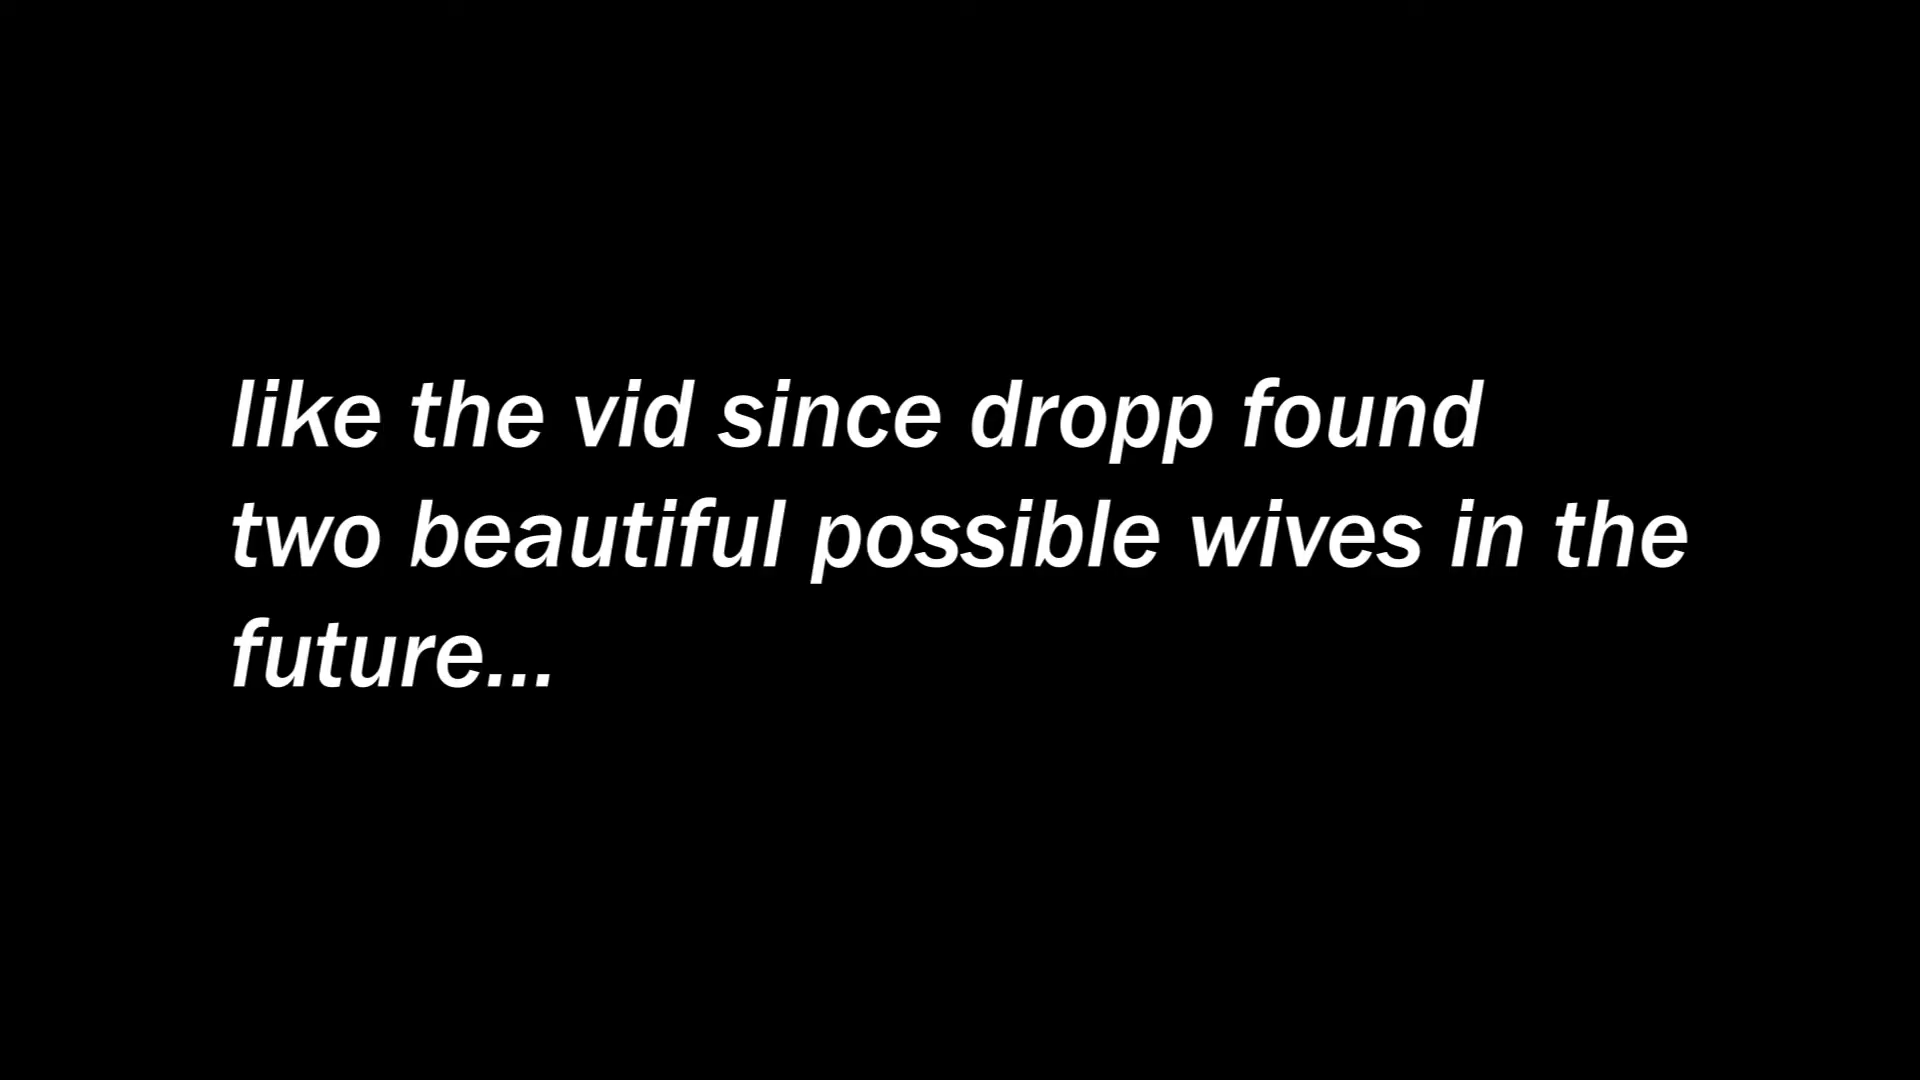 like the vid since dropp found
two beautiful possible wives in the
future...